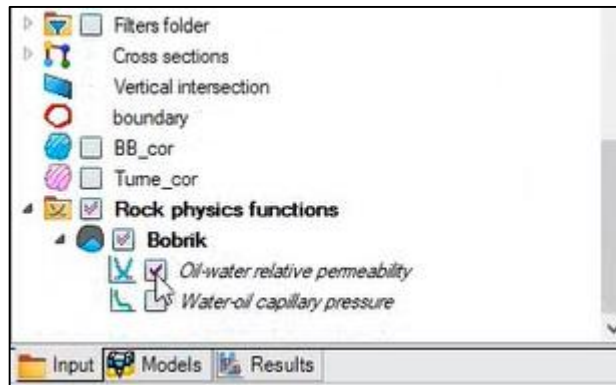 Filters folder
Cross sections
Vertical intersection
boundary
BB_cor
Tume_cor
Rock physics functions
Bobrik
Oil-water relative permeability
Water-oil capillary pressure
Input Models Results